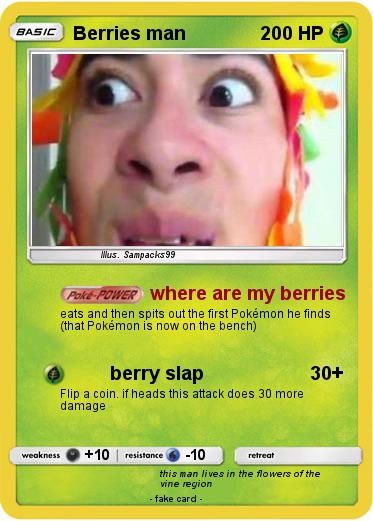 BASIC Berries man 200 HP
Illus. Sampacks99
Poké-POWER where are my berries
eats and then spits out the first Pokémon he finds
(that Pokémon is now on the bench)
berry slap 30+
Flip a coin. if heads this attack does 30 more
damage
weakness +10 resistance -10 retreat
this man lives in the flowers of the
vine region
- fake card -